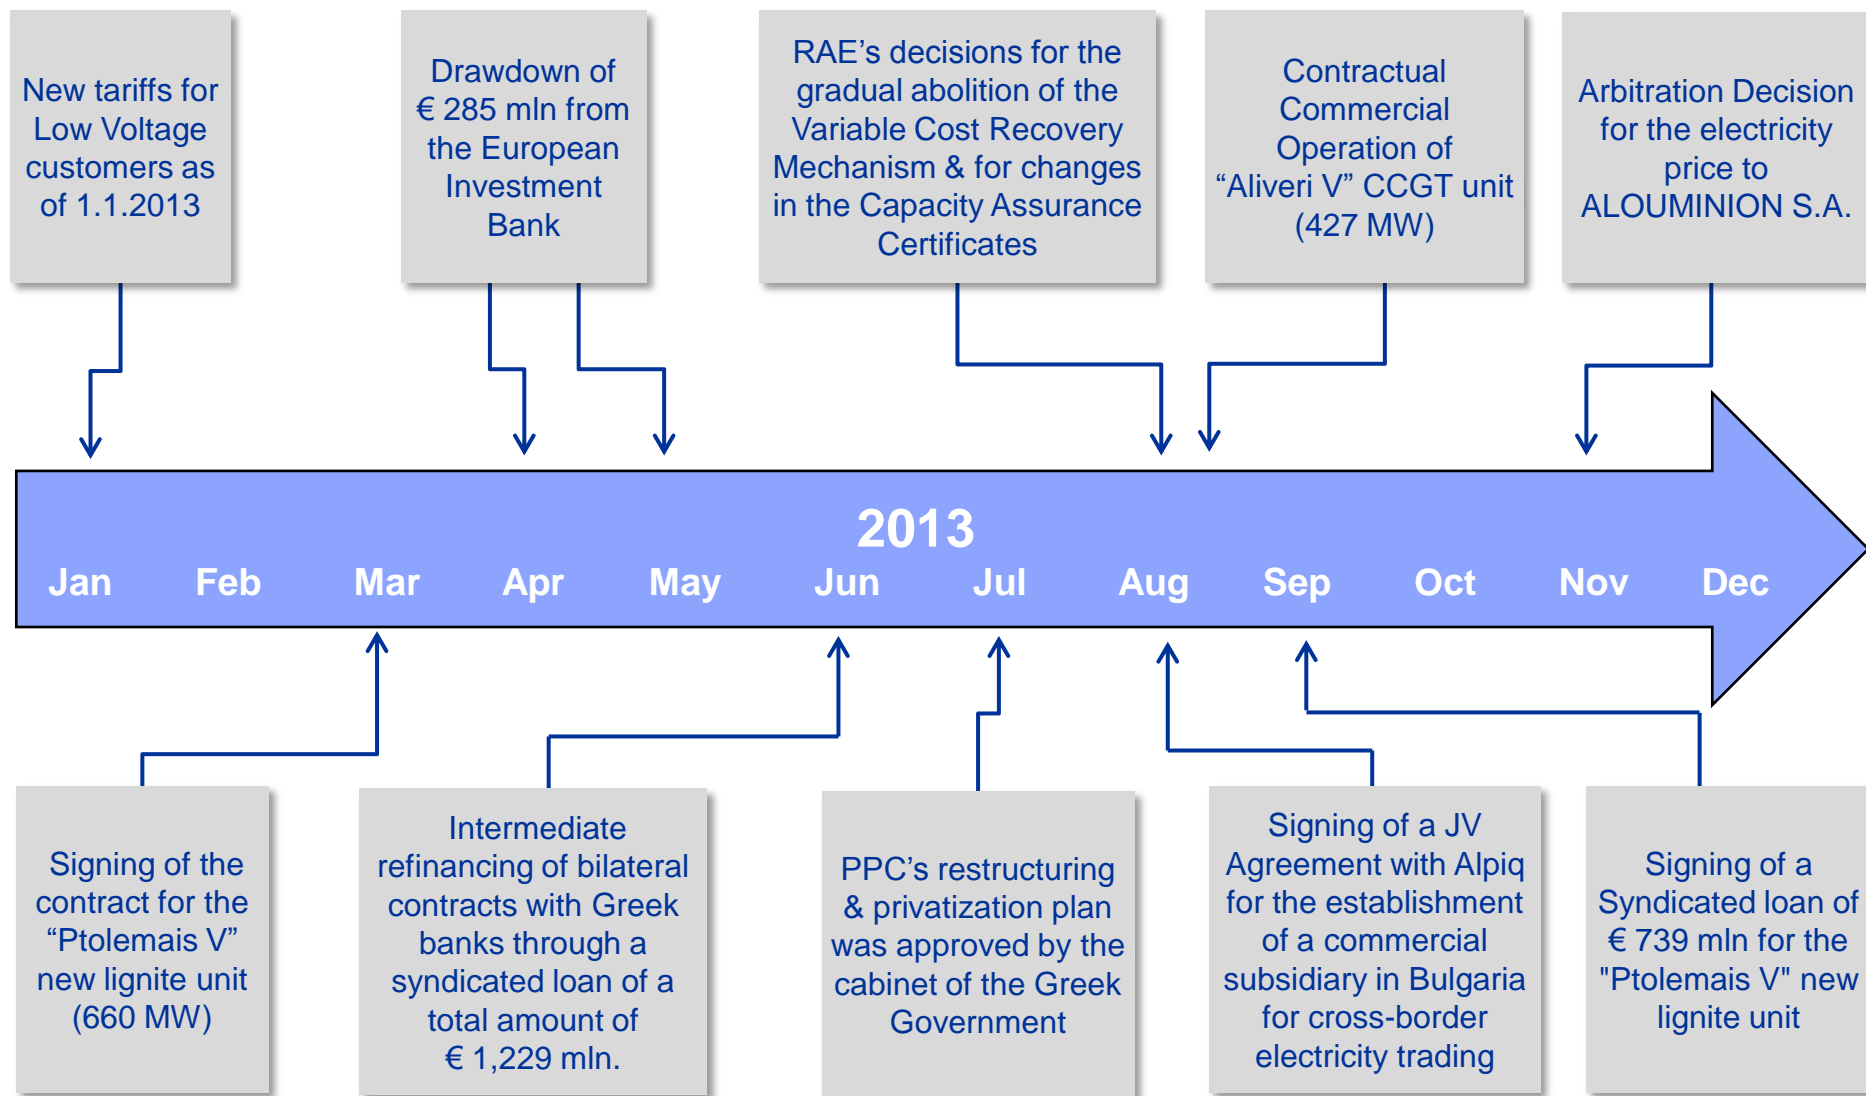 New tariffs for
Low Voltage
customers as
of 1.1.2013
Drawdown of
€ 285 mln from
the European
Investment
Bank
RAE’s decisions for the
gradual abolition of the
Variable Cost Recovery
Mechanism & for changes
in the Capacity Assurance
Certificates
Contractual
Commercial
Operation of
“Aliveri V” CCGT unit
(427 MW)
Arbitration Decision
for the electricity
price to
ALOUMINION S.A.
2013
Jan Feb Mar Apr May Jun Jul Aug Sep Oct Nov Dec
Signing of the
contract for the
“Ptolemais V”
new lignite unit
(660 MW)
Intermediate
refinancing of bilateral
contracts with Greek
banks through a
syndicated loan of a
total amount of
€ 1,229 mln.
PPC’s restructuring
& privatization plan
was approved by the
cabinet of the Greek
Government
Signing of a JV
Agreement with Alpiq
for the establishment
of a commercial
subsidiary in Bulgaria
for cross-border
electricity trading
Signing of a
Syndicated loan of
€ 739 mln for the
"Ptolemais V" new
lignite unit